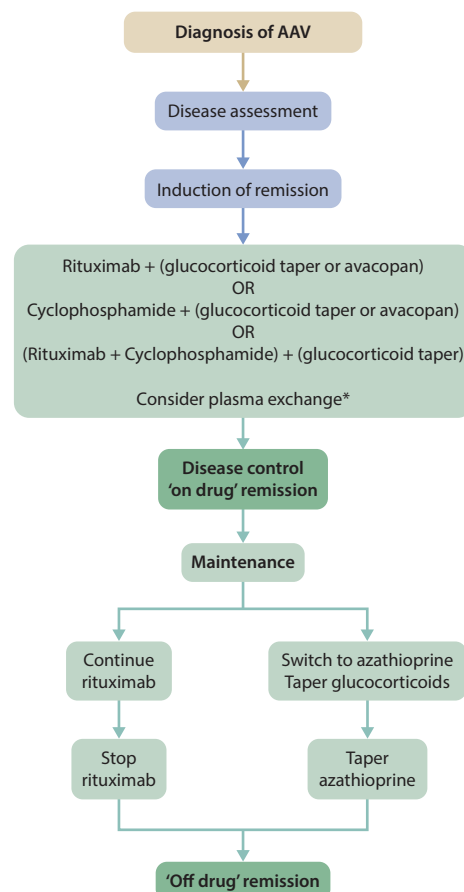 Diagnosis of AAV
Disease assessment
Induction of remission
Rituximab + (glucocorticoid taper or avacopan)
OR
Cyclophosphamide + (glucocorticoid taper or avacopan)
OR
(Rituximab + Cyclophosphamide) + (glucocorticoid taper)
Consider plasma exchange*
Disease control
‘on drug’ remission
Maintenance
Continue
rituximab
Switch to azathioprine
Taper glucocorticoids
Stop
rituximab
Taper
azathioprine
‘Off drug’ remission